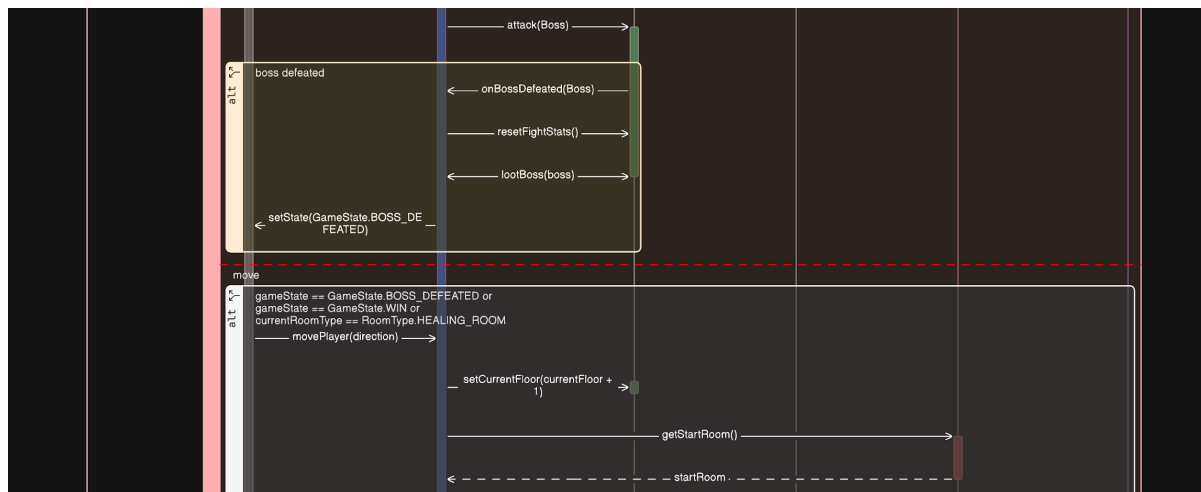 attack(Boss)
alt
boss defeated
onBossDefeated(Boss)
resetFightStats()
lootBoss(boss)
setState(GameState.BOSS_DE
FEATED)
move
alt
gameState == GameState.BOSS_DEFEATED or
gameState == GameState.WIN or
currentRoomType == RoomType.HEALING_ROOM
movePlayer(direction)
setCurrentFloor(currentFloor +
1)
getStartRoom()
startRoom